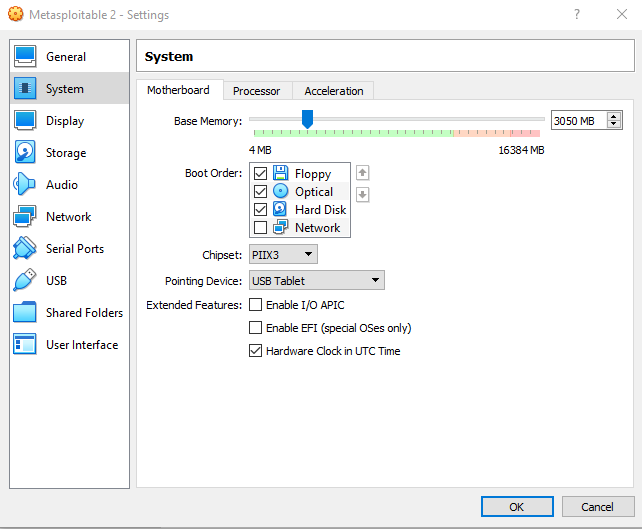 Metasploitable 2 - Settings
General
System
Display
Storage
Audio
Network
Serial Ports
USB
Shared Folders
User Interface
System
Motherboard Processor Acceleration
Base Memory: 3050 MB
4 MB 16384 MB
Boot Order: Floppy
Optical
Hard Disk
Network
Chipset: PIIX3
Pointing Device: USB Tablet
Extended Features: Enable I/O APIC
Enable EFI (special OSes only)
Hardware Clock in UTC Time
OK Cancel